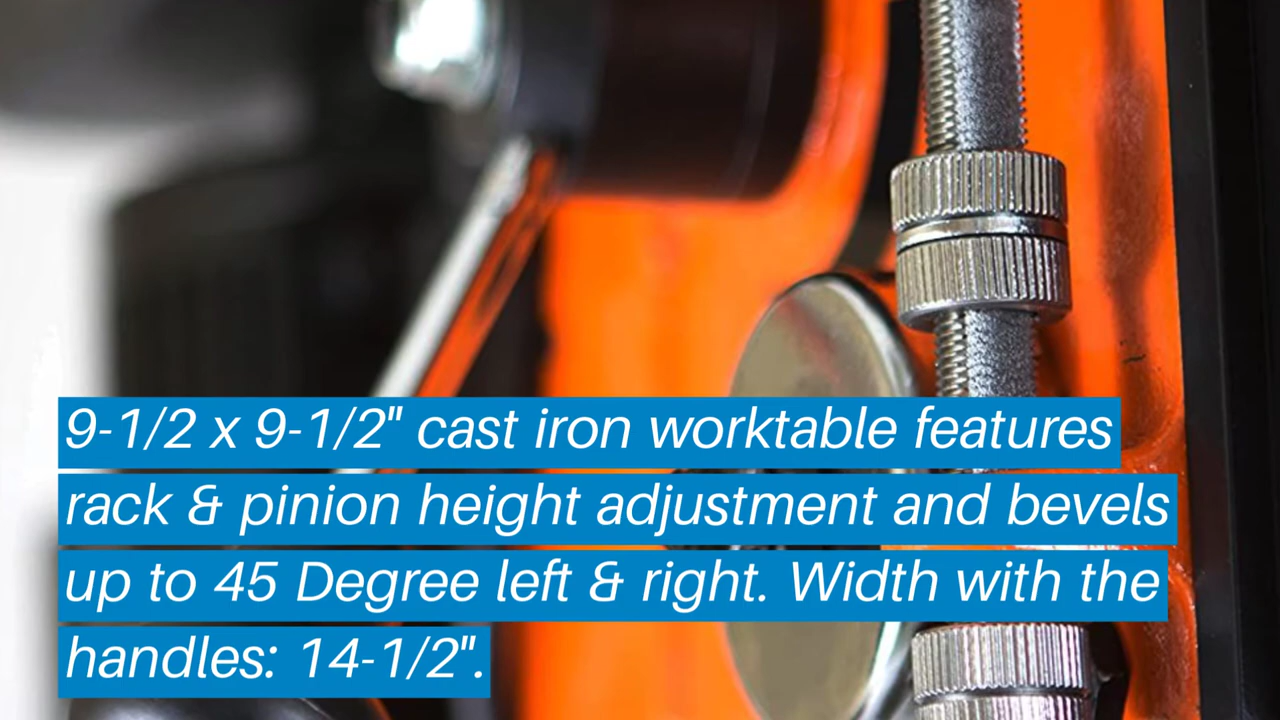 9-1/2 x 9-1/2" cast iron worktable features
rack & pinion height adjustment and bevels
up to 45 Degree left & right. Width with the
handles: 14-1/2".